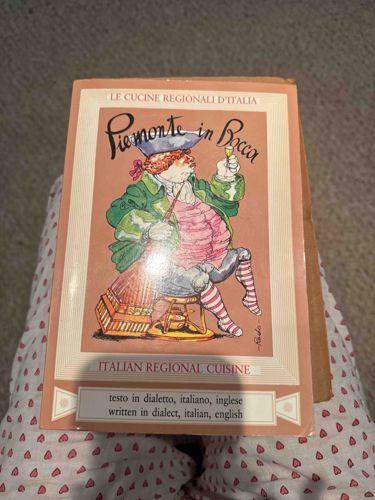 LE CUCINE REGIONALI D'ITALIA
Piemonte in Bocca
ITALIAN REGIONAL CUISINE
testo in dialetto, italiano, inglese
written in dialect, italian, english